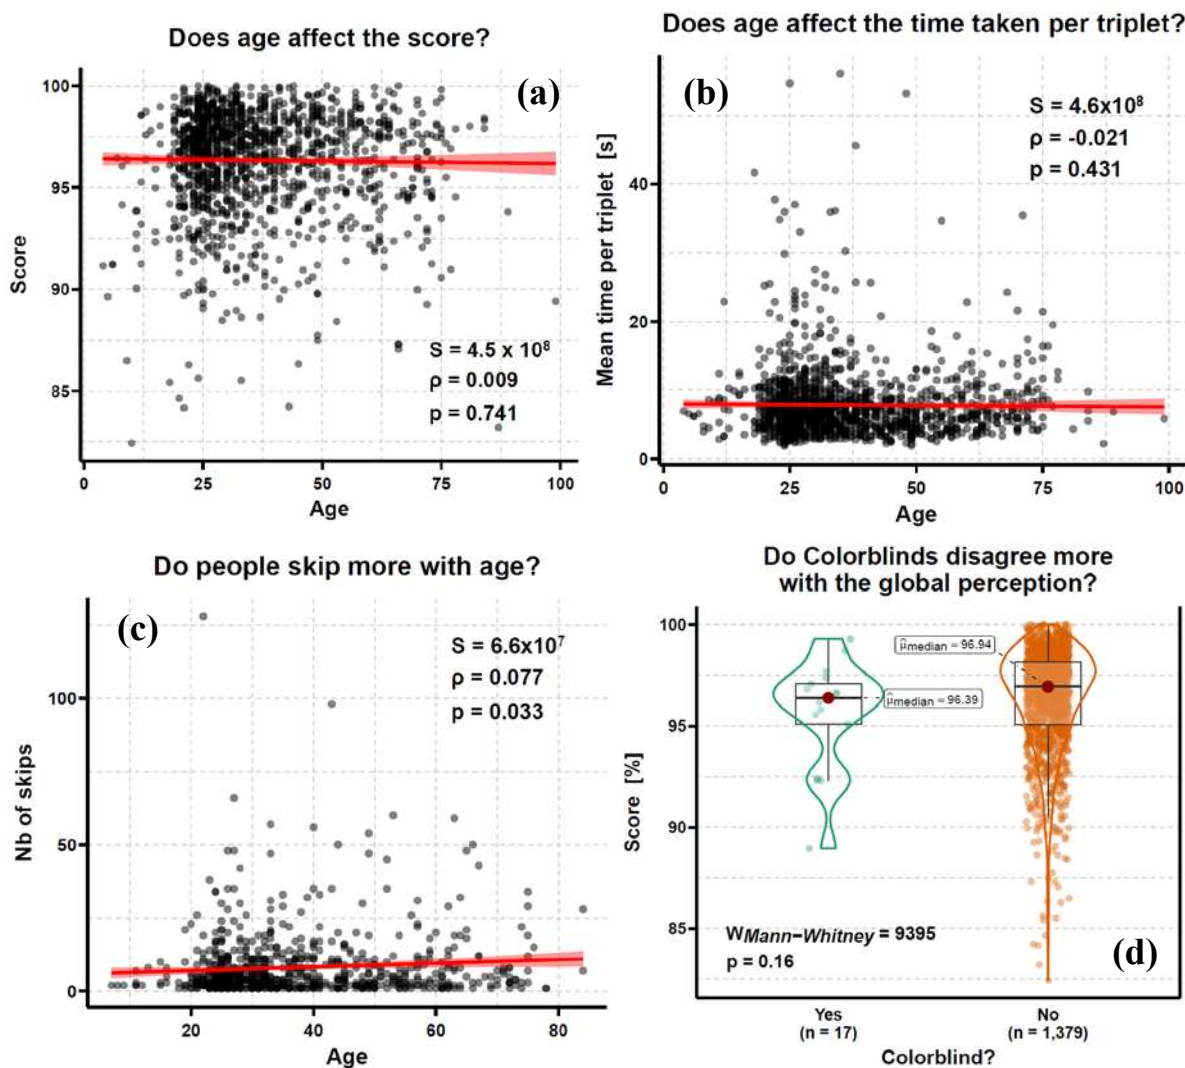 Does age affect the score?
(a)
Score
100
95
90
85
S = 4.5 x 10⁸
ρ = 0.009
p = 0.741
0
25
50
75
100
Age
Does age affect the time taken per triplet?
(b)
Mean time per triplet [s]
40
20
0
S = 4.6x10⁸
ρ = -0.021
p = 0.431
0
25
50
75
100
Age
Do people skip more with age?
(c)
Nb of skips
100
50
0
S = 6.6x10⁷
ρ = 0.077
p = 0.033
20
40
60
80
Age
Do Colorblinds disagree more
with the global perception?
Score [%]
100
95
90
85
μ̂median = 96.94
μ̂median = 96.39
WMann−Whitney = 9395
p = 0.16
(d)
Yes
(n = 17)
No
(n = 1,379)
Colorblind?